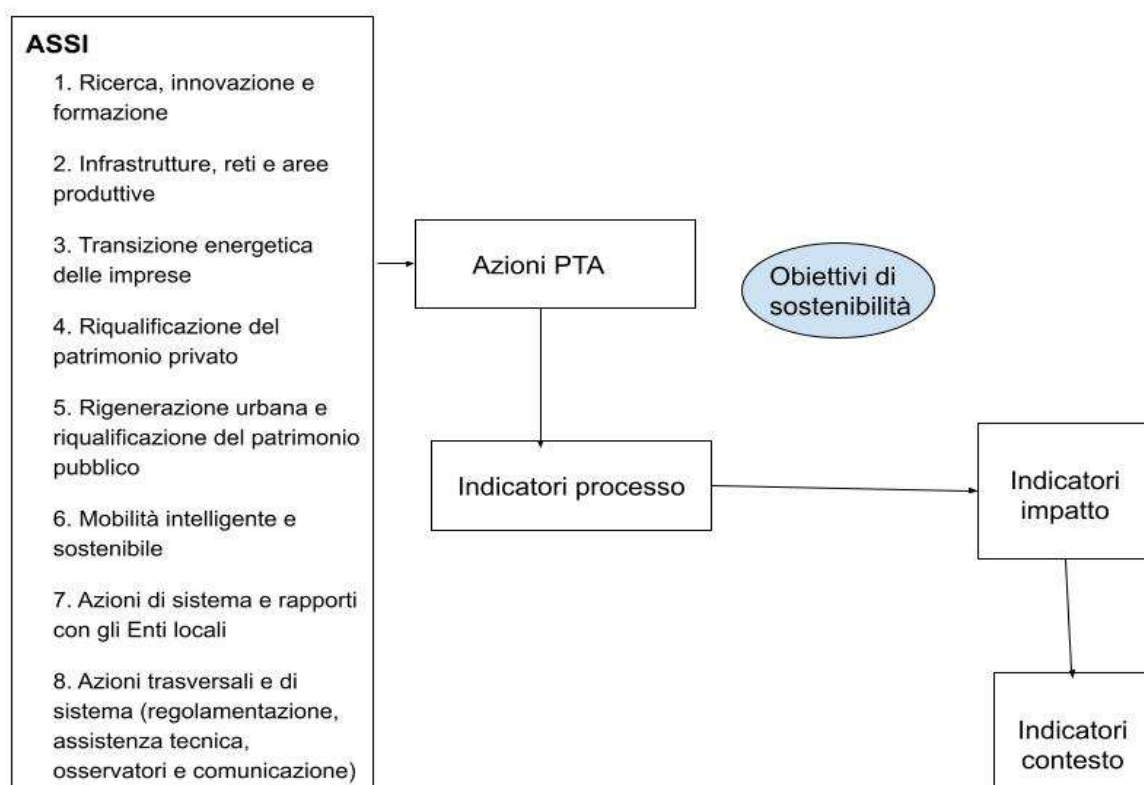 ASSI
1. Ricerca, innovazione e
formazione
2. Infrastrutture, reti e aree
produttive
3. Transizione energetica
delle imprese
4. Riqualificazione del
patrimonio privato
5. Rigenerazione urbana e
riqualificazione del patrimonio
pubblico
6. Mobilità intelligente e
sostenibile
7. Azioni di sistema e rapporti
con gli Enti locali
8. Azioni trasversali e di
sistema (regolamentazione,
assistenza tecnica,
osservatori e comunicazione)
Azioni PTA
Obiettivi di
sostenibilità
Indicatori processo
Indicatori
impatto
Indicatori
contesto